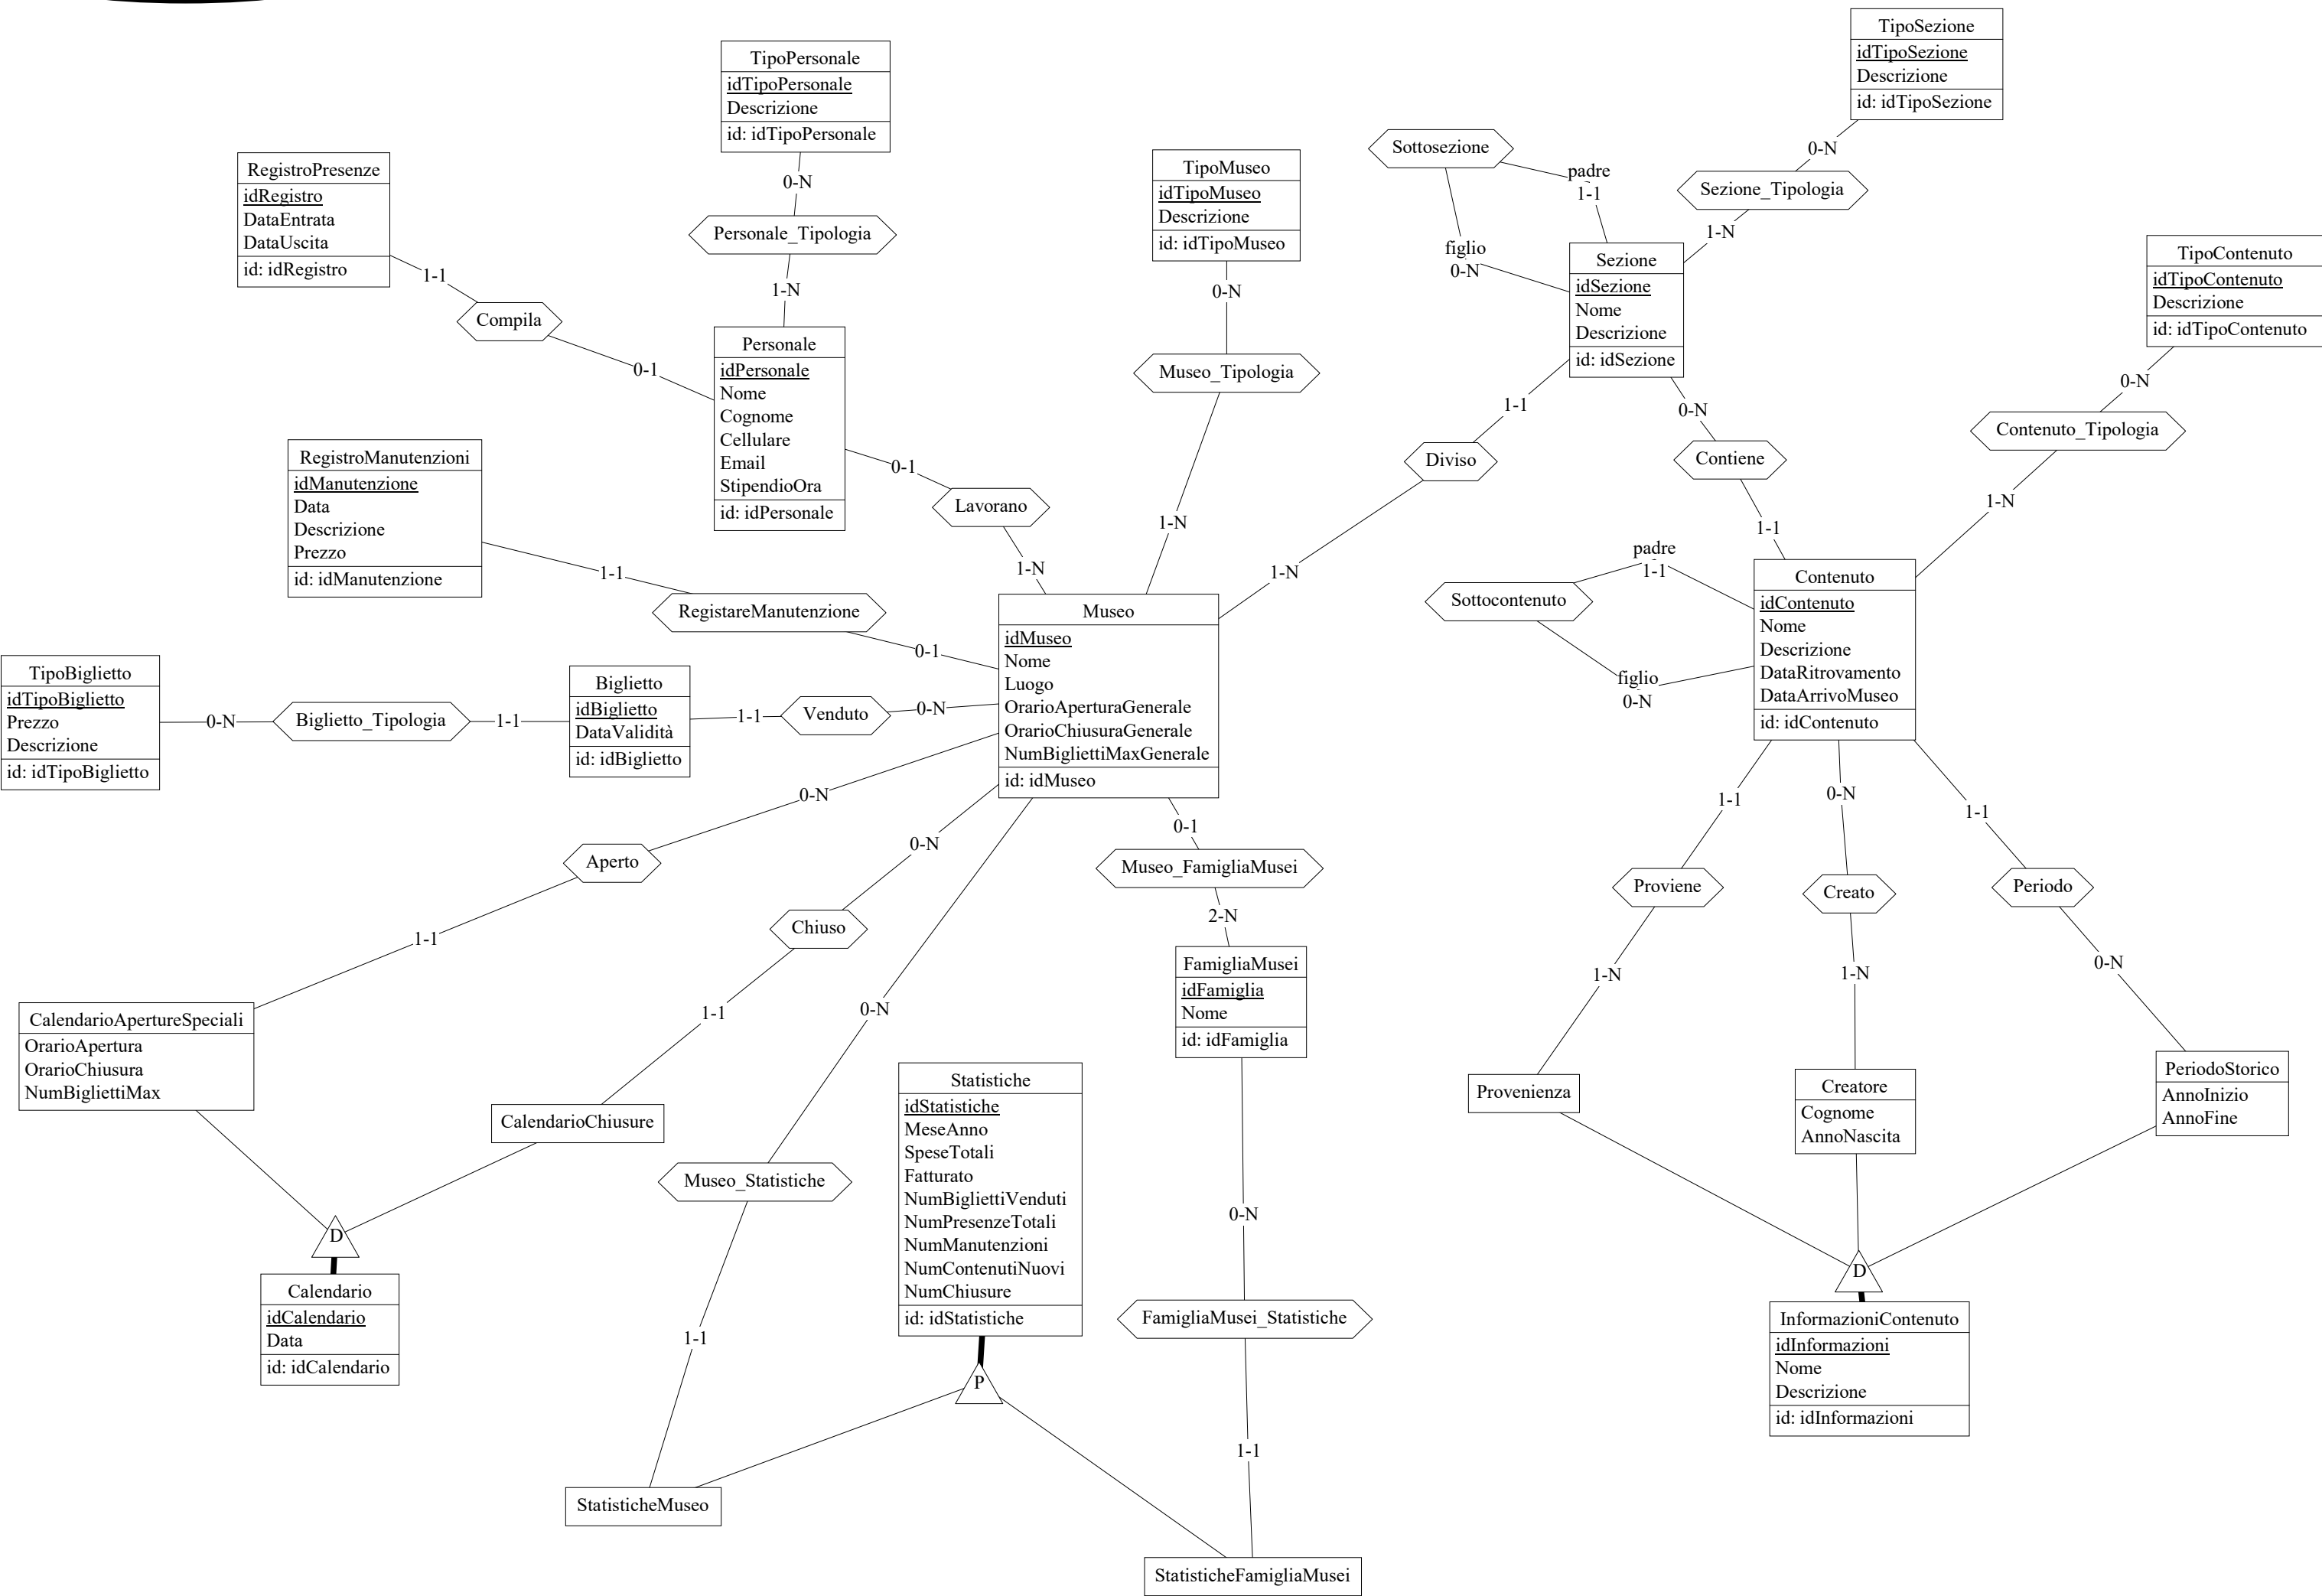 TipoSezione
idTipoSezione
Descrizione
id: idTipoSezione
0-N
Sezione_Tipologia
1-N
TipoPersonale
idTipoPersonale
Descrizione
id: idTipoPersonale
0-N
Personale_Tipologia
1-N
RegistroPresenze
idRegistro
DataEntrata
DataUscita
id: idRegistro
1-1
Compila
0-1
Personale
idPersonale
Nome
Cognome
Cellulare
Email
StipendioOra
id: idPersonale
0-1
Lavorano
1-N
TipoMuseo
idTipoMuseo
Descrizione
id: idTipoMuseo
0-N
Museo_Tipologia
1-N
Sottosezione
padre
1-1
figlio
0-N
Sezione
idSezione
Nome
Descrizione
id: idSezione
1-1
Diviso
1-N
0-N
Contiene
1-1
TipoContenuto
idTipoContenuto
Descrizione
id: idTipoContenuto
0-N
Contenuto_Tipologia
1-N
RegistroManutenzioni
idManutenzione
Data
Descrizione
Prezzo
id: idManutenzione
1-1
RegistareManutenzione
0-1
Museo
idMuseo
Nome
Luogo
OrarioAperturaGenerale
OrarioChiusuraGenerale
NumBigliettiMaxGenerale
id: idMuseo
Sottocontenuto
padre
1-1
figlio
0-N
Contenuto
idContenuto
Nome
Descrizione
DataRitrovamento
DataArrivoMuseo
id: idContenuto
TipoBiglietto
idTipoBiglietto
Prezzo
Descrizione
id: idTipoBiglietto
0-N
Biglietto_Tipologia
1-1
Biglietto
idBiglietto
DataValidità
id: idBiglietto
1-1
Venduto
0-N
0-N
Aperto
1-1
0-N
Chiuso
1-1
0-N
Museo_Statistiche
1-1
0-1
Museo_FamigliaMusei
2-N
FamigliaMusei
idFamiglia
Nome
id: idFamiglia
0-N
FamigliaMusei_Statistiche
1-1
1-1
Proviene
1-N
0-N
Creato
1-N
1-1
Periodo
0-N
CalendarioApertureSpeciali
OrarioApertura
OrarioChiusura
NumBigliettiMax
CalendarioChiusure
D
Calendario
idCalendario
Data
id: idCalendario
Statistiche
idStatistiche
MeseAnno
SpeseTotali
Fatturato
NumBigliettiVenduti
NumPresenzeTotali
NumManutenzioni
NumContenutiNuovi
NumChiusure
id: idStatistiche
P
StatisticheMuseo
StatisticheFamigliaMusei
Provenienza
Creatore
Cognome
AnnoNascita
PeriodoStorico
AnnoInizio
AnnoFine
D
InformazioniContenuto
idInformazioni
Nome
Descrizione
id: idInformazioni